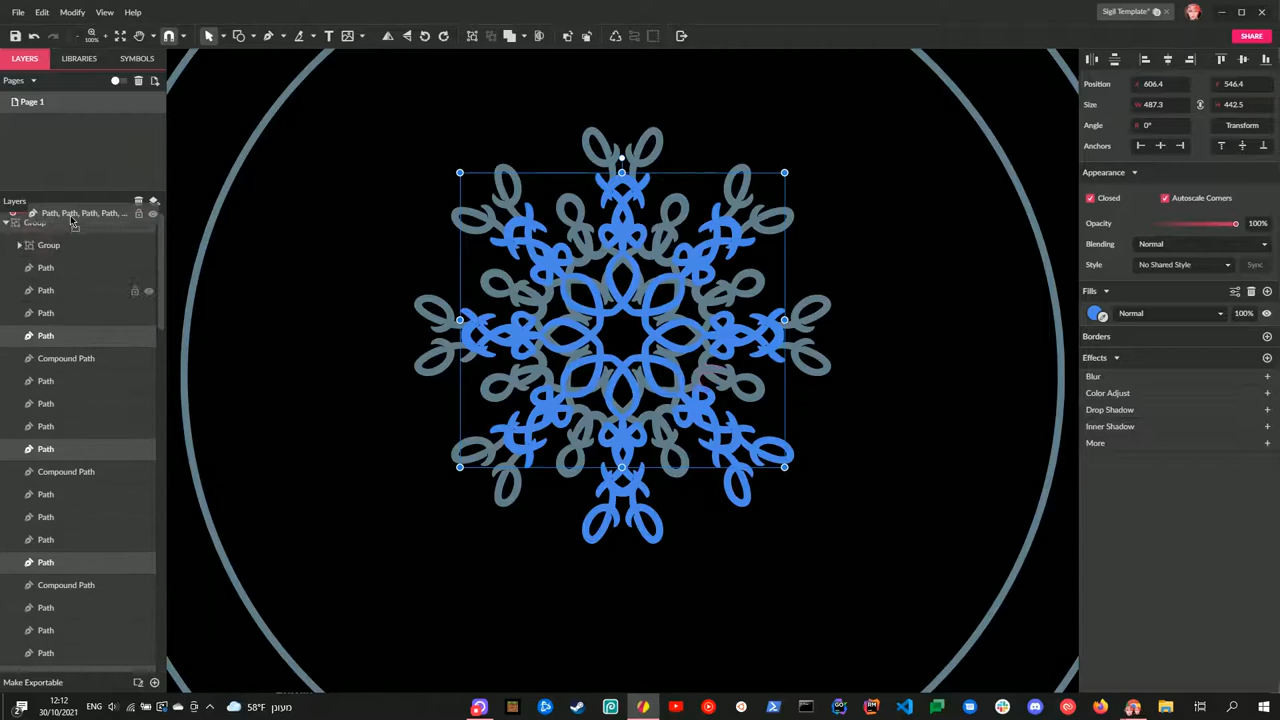 File Edit Modify View Help
Sigil Template*
100%
SHARE
LAYERS LIBRARIES SYMBOLS
Pages
Page 1
Layers
Path, Path, Path, Path, ...
Group
Group
Path
Path
Path
Path
Compound Path
Path
Path
Path
Path
Compound Path
Path
Path
Path
Path
Compound Path
Path
Path
Path
Make Exportable
Position X 606.4 Y 546.4
Size W 487.3 H 442.5
Angle R 0° Transform
Anchors
Appearance
Closed Autoscale Corners
Opacity 100%
Blending Normal
Style No Shared Style Sync
Fills
Normal 100%
Borders
Effects
Blur
Color Adjust
Drop Shadow
Inner Shadow
More
12:12
30/10/2021
ENG
58°F מעונן